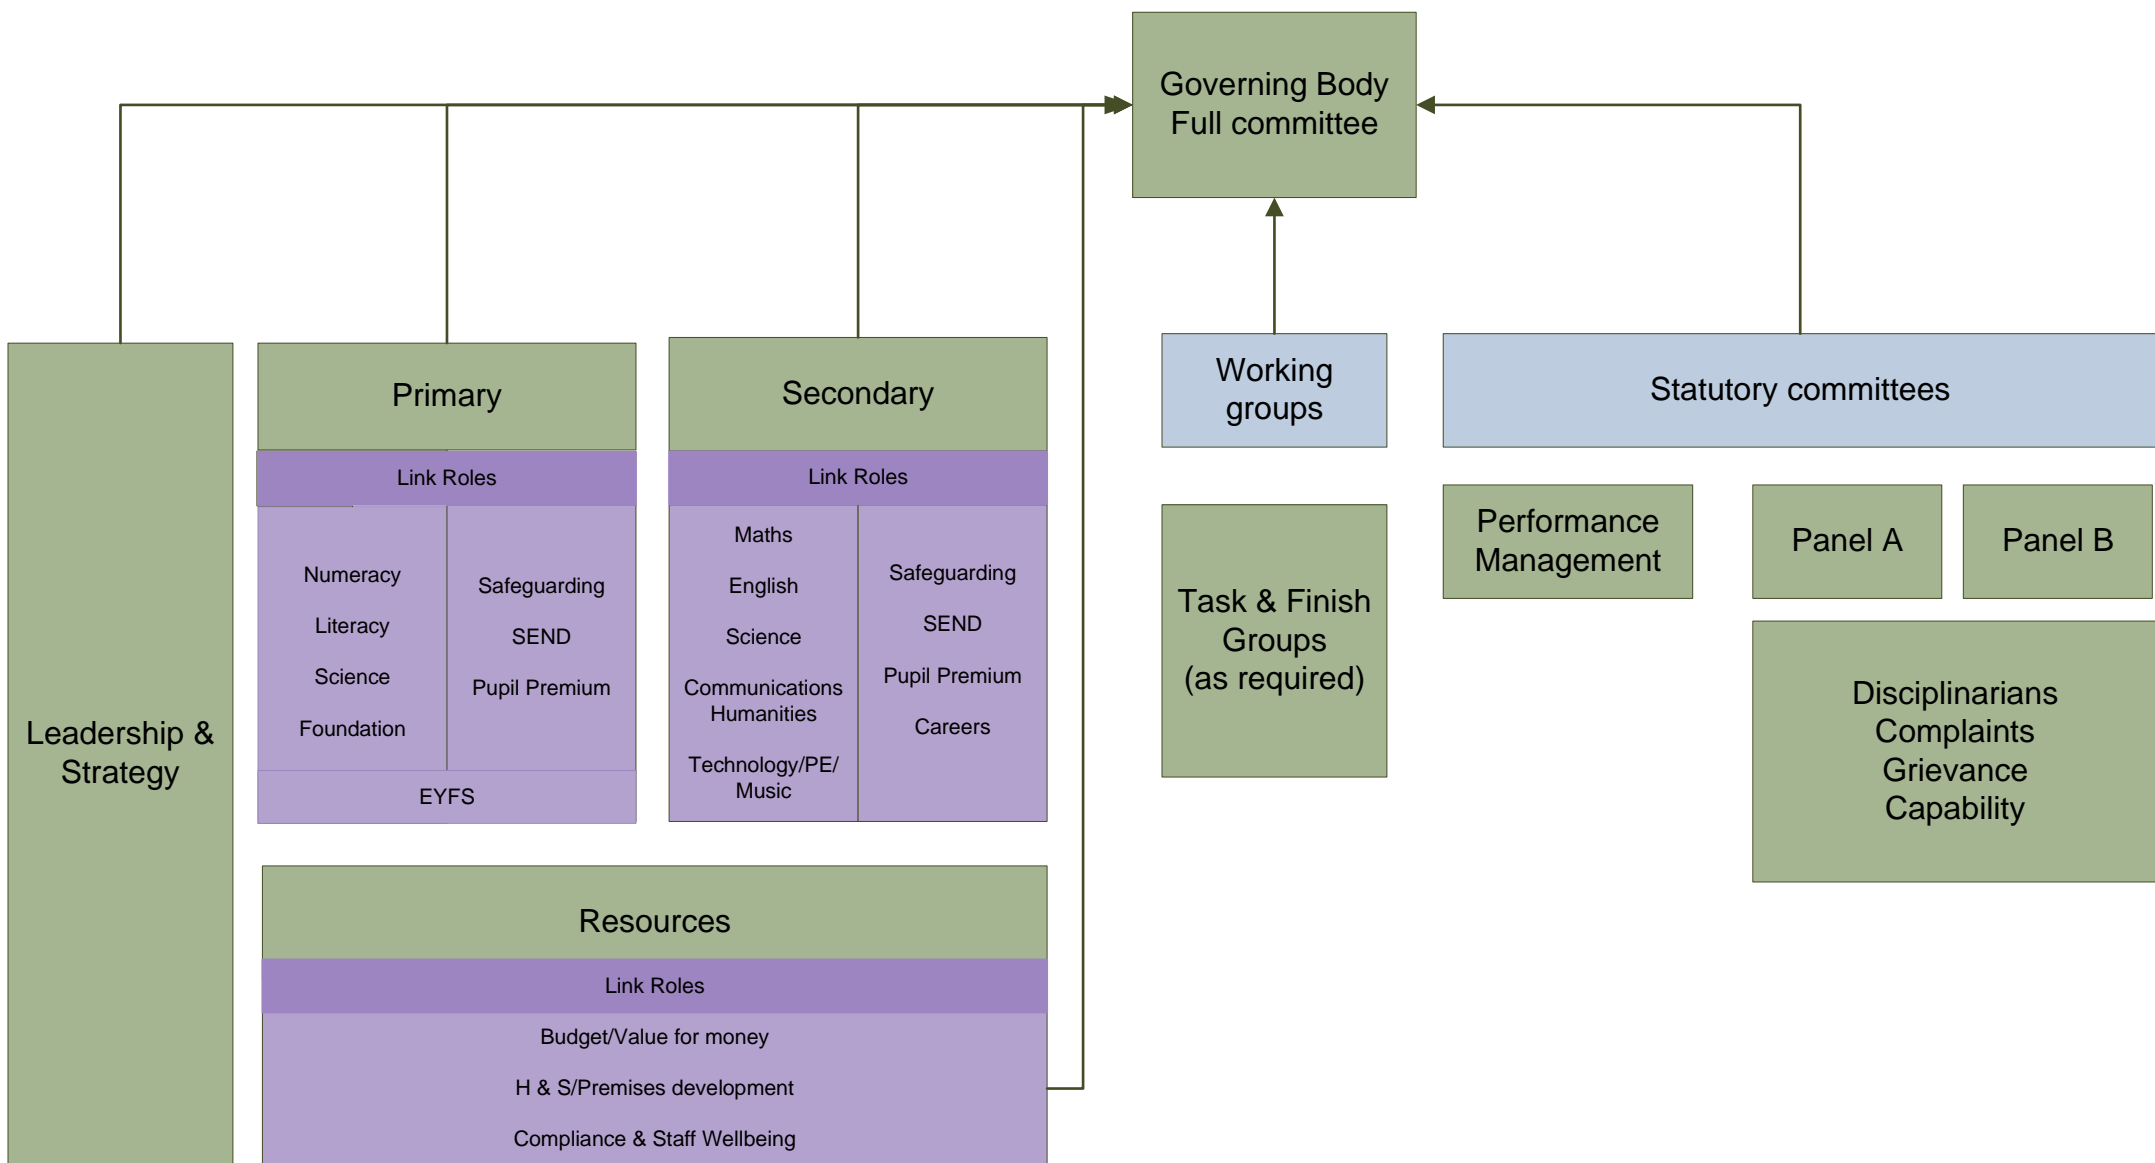 Governing Body
Full committee
Leadership &
Strategy
Primary
Link Roles
Numeracy
Literacy
Science
Foundation
Safeguarding
SEND
Pupil Premium
EYFS
Secondary
Link Roles
Maths
English
Science
Communications
Humanities
Technology/PE/
Music
Safeguarding
SEND
Pupil Premium
Careers
Resources
Link Roles
Budget/Value for money
H & S/Premises development
Compliance & Staff Wellbeing
Working
groups
Task & Finish
Groups
(as required)
Statutory committees
Performance
Management
Panel A
Panel B
Disciplinarians
Complaints
Grievance
Capability